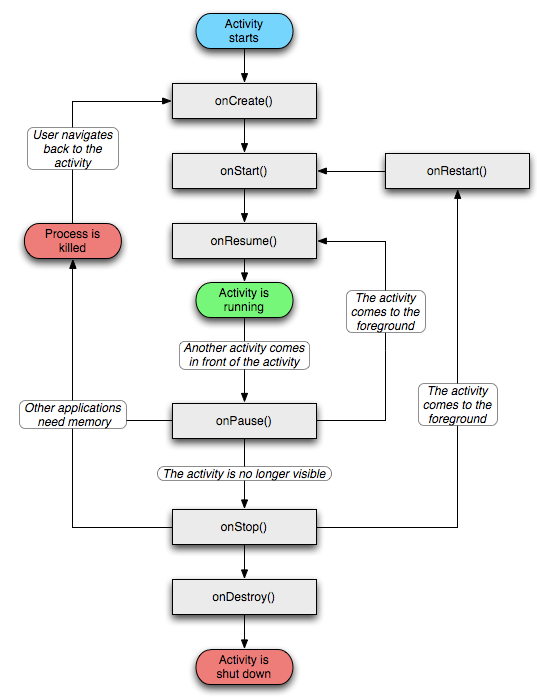 Activity
starts
onCreate()
User navigates
back to the
activity
onStart()
onRestart()
Process is
killed
onResume()
Activity is
running
The activity
comes to the
foreground
Another activity comes
in front of the activity
The activity
comes to the
foreground
Other applications
need memory
onPause()
The activity is no longer visible
onStop()
onDestroy()
Activity is
shut down